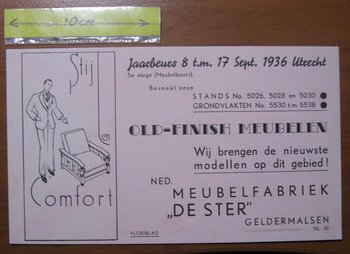 10CM
Stijl
en
Comfort
Jaarbeurs 8 t.m. 17 Sept. 1936 Utrecht
5e etage (Meubelbeurs)
Bezoekt onze
STANDS No. 5026, 5028 en 5030
GRONDVLAKTEN No. 5530 tm 5538
OLD-FINISH MEUBELEN
Wij brengen de nieuwste
modellen op dit gebied!
NED.
MEUBELFABRIEK
„DE STER"
GELDERMALSEN
VLOEIBLAD
TEL. 37